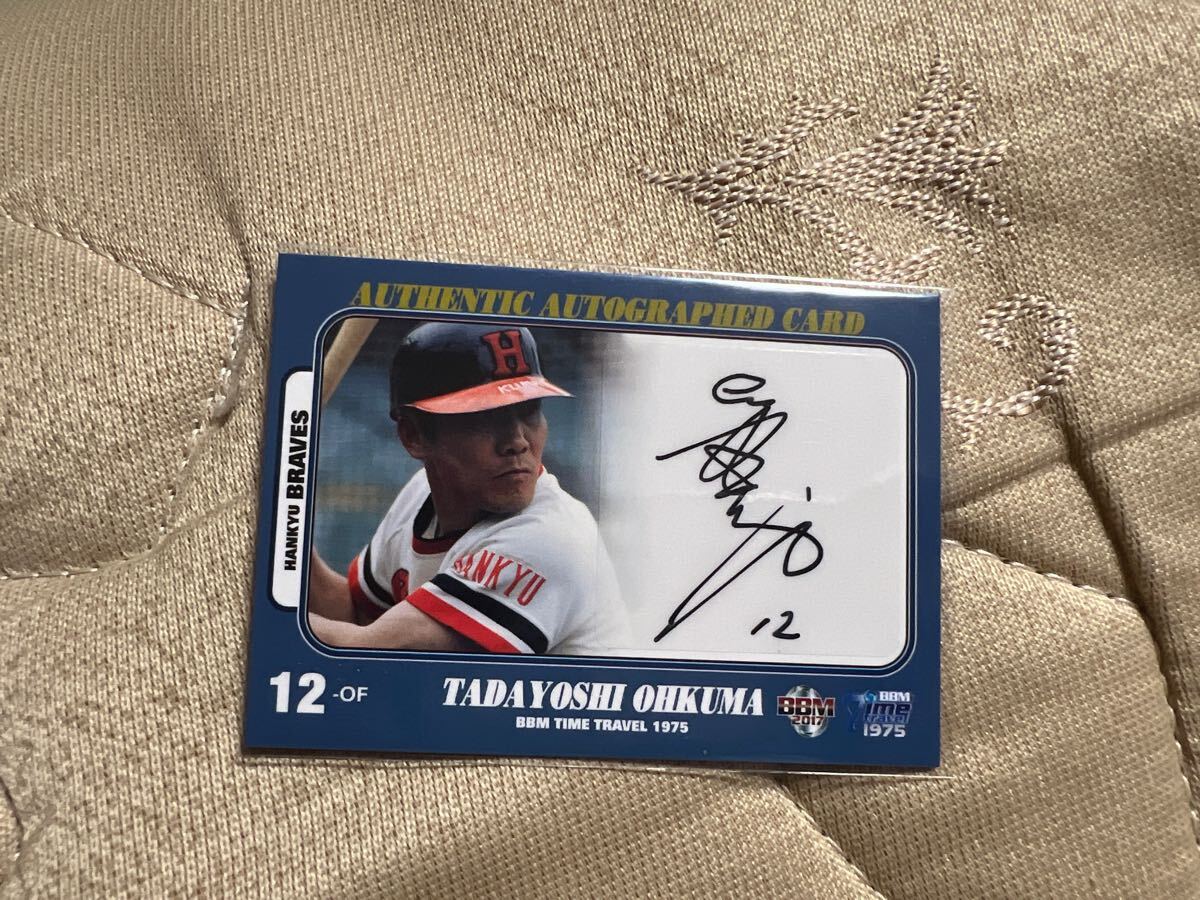 AUTHENTIC AUTOGRAPHED CARD
H
HANKYU BRAVES
HANKYU
12
12-OF
TADAYOSHI OHKUMA
BBM TIME TRAVEL 1975
BBM
2017
BBM
Time
Travel
1975